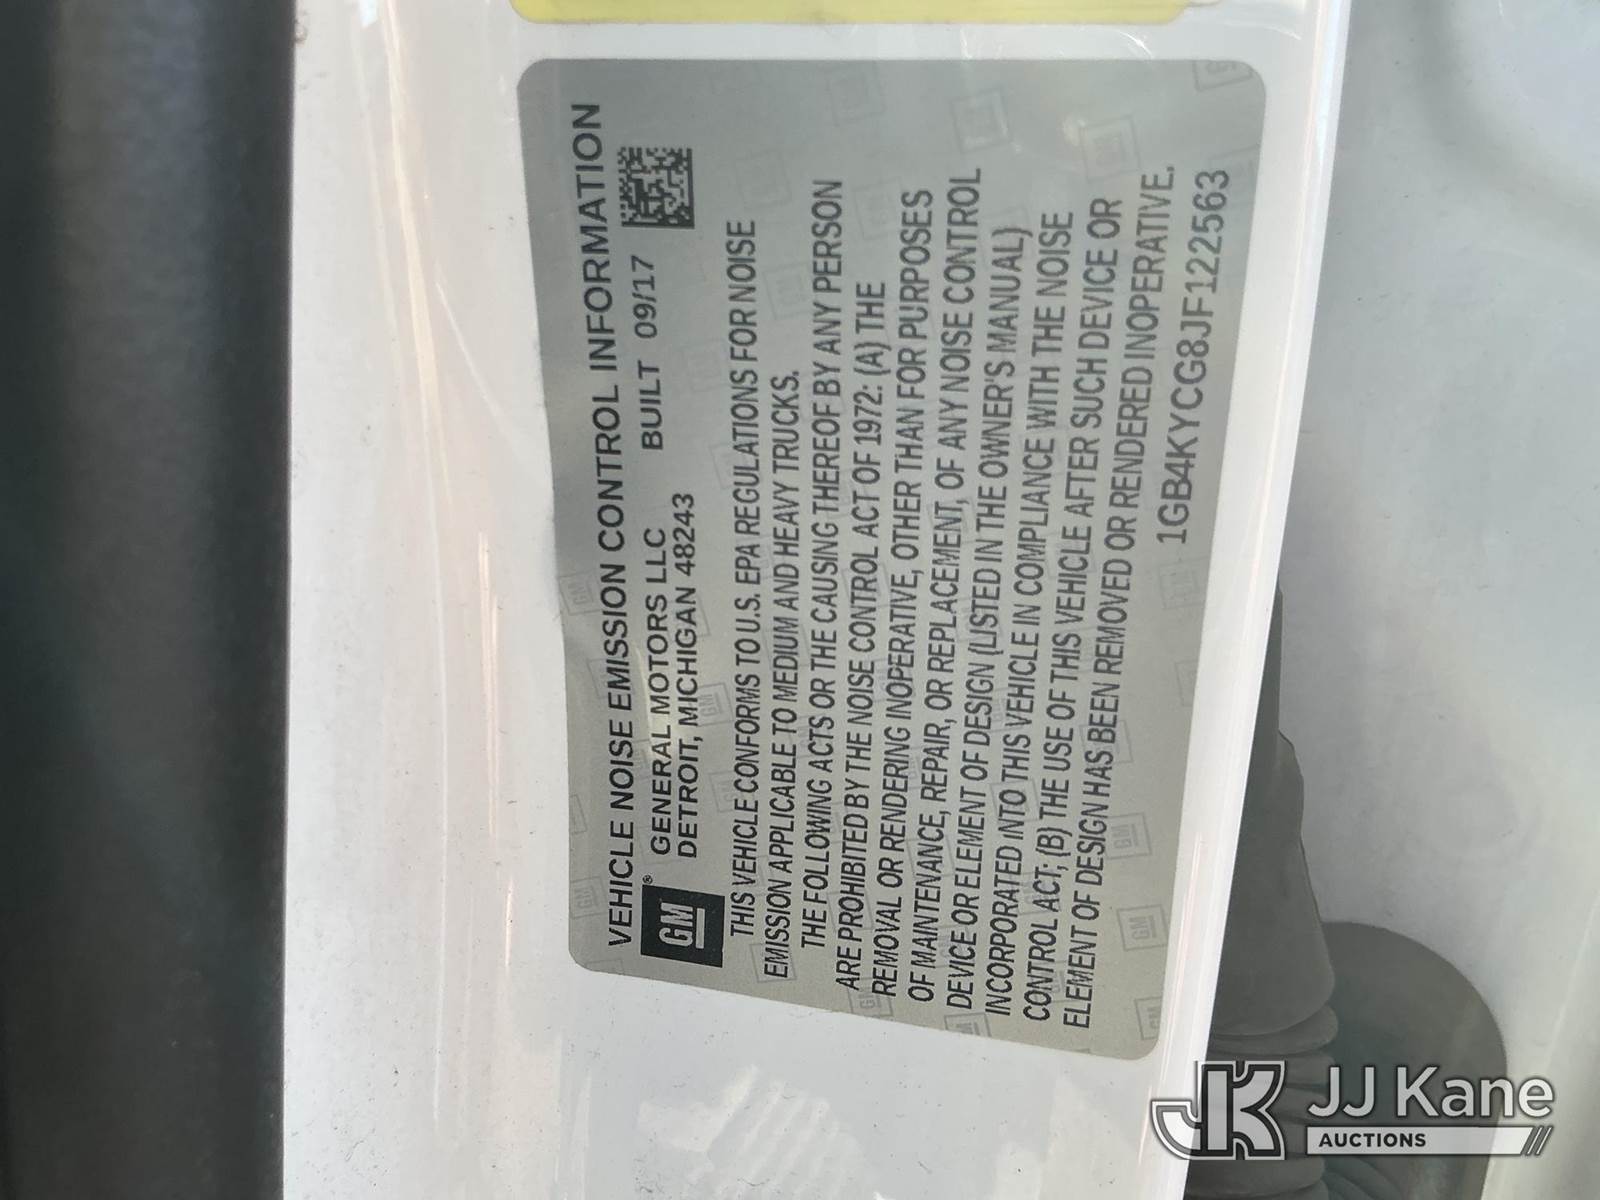 VEHICLE NOISE EMISSION CONTROL INFORMATION
GM®
GENERAL MOTORS LLC BUILT 09/17
DETROIT, MICHIGAN 48243
THIS VEHICLE CONFORMS TO U.S. EPA REGULATIONS FOR NOISE
EMISSION APPLICABLE TO MEDIUM AND HEAVY TRUCKS.
THE FOLLOWING ACTS OR THE CAUSING THEREOF BY ANY PERSON
ARE PROHIBITED BY THE NOISE CONTROL ACT OF 1972: (A) THE
REMOVAL OR RENDERING INOPERATIVE, OTHER THAN FOR PURPOSES
OF MAINTENANCE, REPAIR, OR REPLACEMENT, OF ANY NOISE CONTROL
DEVICE OR ELEMENT OF DESIGN (LISTED IN THE OWNER'S MANUAL)
INCORPORATED INTO THIS VEHICLE IN COMPLIANCE WITH THE NOISE
CONTROL ACT; (B) THE USE OF THIS VEHICLE AFTER SUCH DEVICE OR
ELEMENT OF DESIGN HAS BEEN REMOVED OR RENDERED INOPERATIVE.
1GB4KYCG8JF122563
JK JJ Kane
AUCTIONS